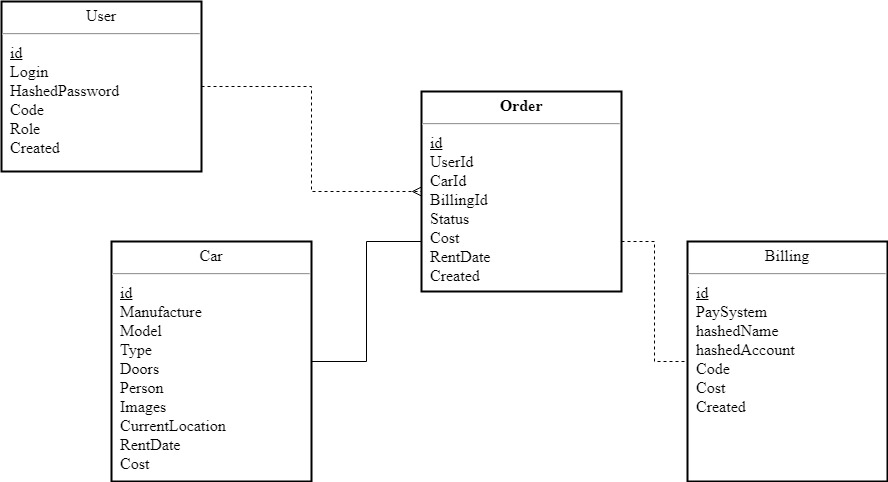 User
id
Login
HashedPassword
Code
Role
Created
Order
id
UserId
CarId
BillingId
Status
Cost
RentDate
Created
Car
id
Manufacture
Model
Type
Doors
Person
Images
CurrentLocation
RentDate
Cost
Billing
id
PaySystem
hashedName
hashedAccount
Code
Cost
Created